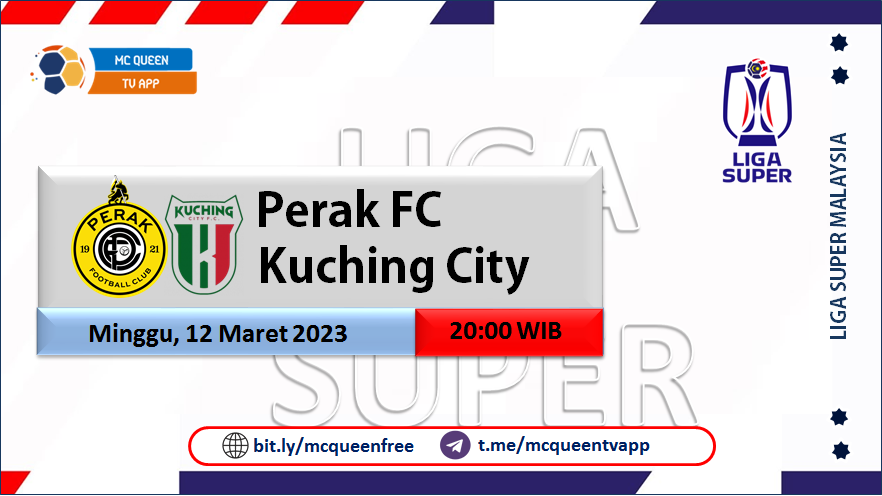 MC QUEEN
TV APP
LIGA
SUPER
LIGA
SUPER
LIGA SUPER MALAYSIA
PERAK
19 21
FOOTBALL CLUB
KUCHING
CITY F.C.
Perak FC
Kuching City
Minggu, 12 Maret 2023
20:00 WIB
bit.ly/mcqueenfree
t.me/mcqueentvapp